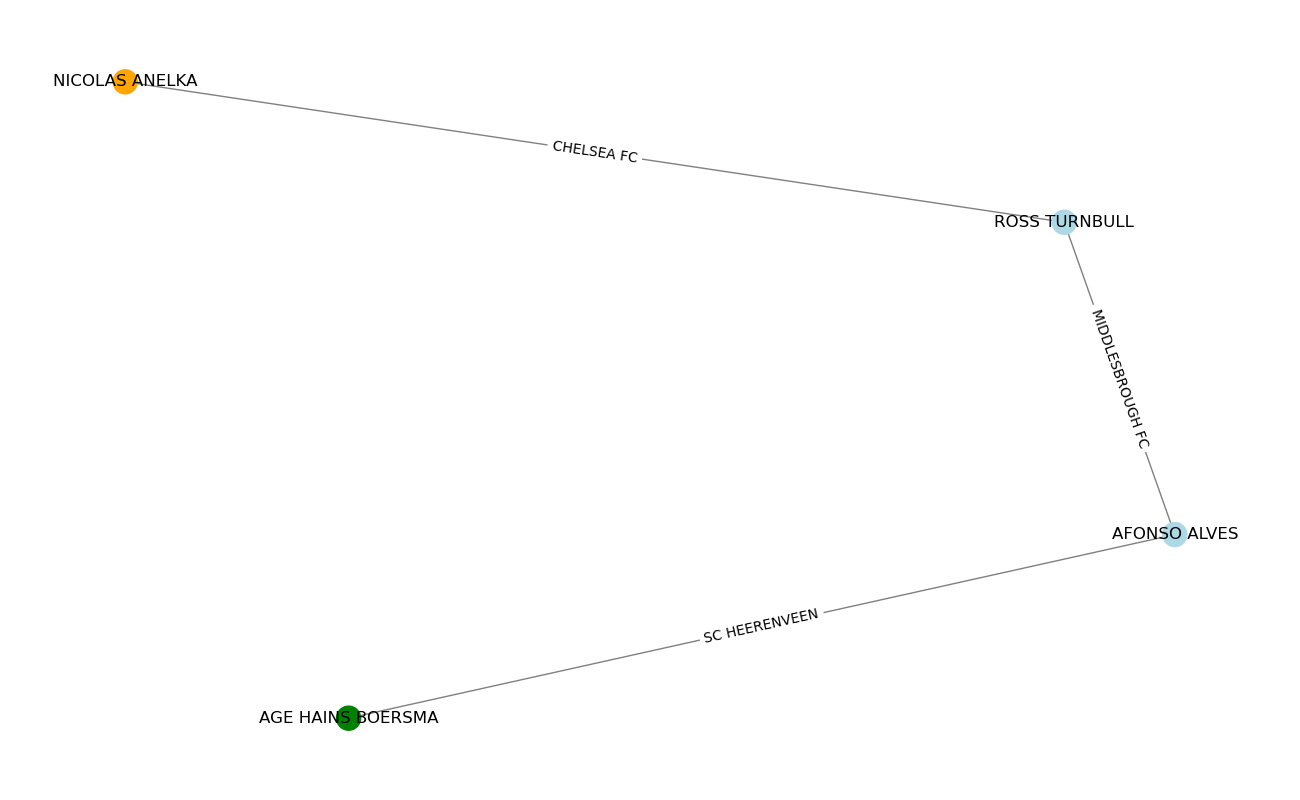 NICOLAS ANELKA
CHELSEA FC
ROSS TURNBULL
MIDDLESBROUGH FC
AFONSO ALVES
SC HEERENVEEN
AGE HAINS BOERSMA